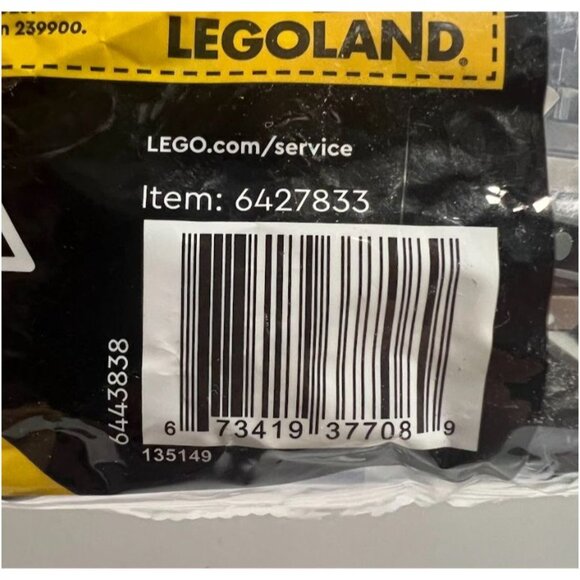 n 239900.
LEGOLAND®
LEGO.com/service
Item: 6427833
6443838
6 73419 37708 9
135149